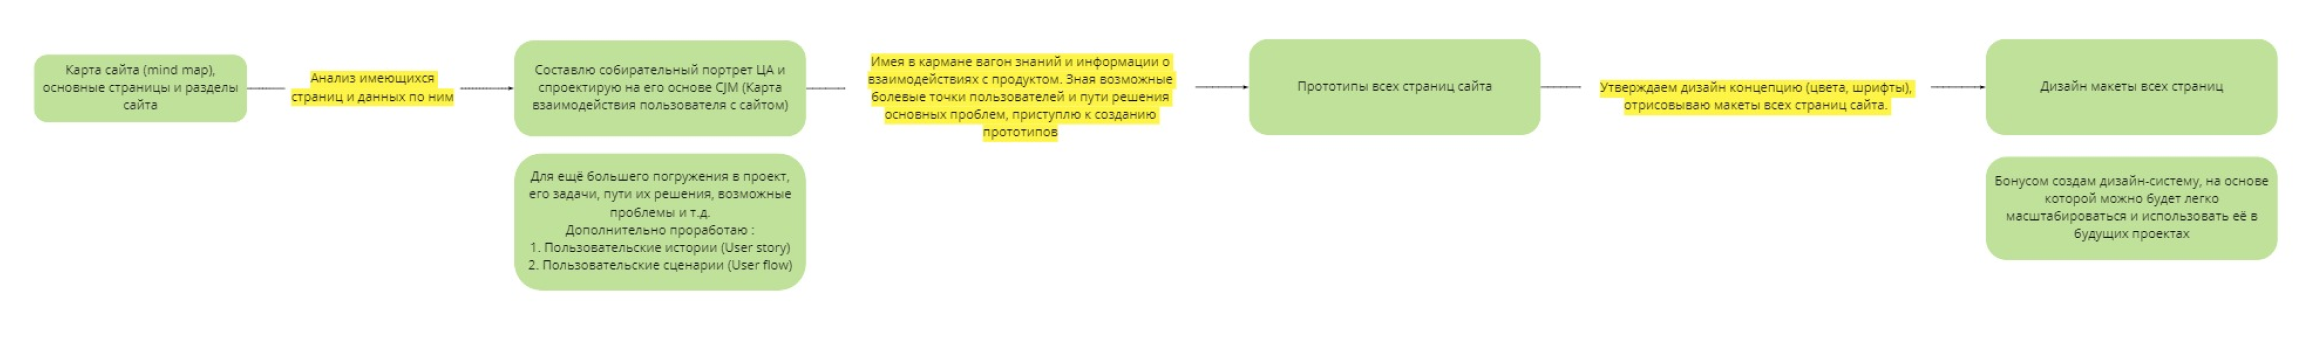 Карта сайта (mind map),
основные страницы и разделы
сайта
Анализ имеющихся
страниц и данных по ним
Составлю собирательный портрет ЦА и
спроектирую на его основе CJM (Карта
взаимодействия пользователя с сайтом)
Для ещё большего погружения в проект,
его задачи, пути их решения, возможные
проблемы и т.д.
Дополнительно проработаю :
1. Пользовательские истории (User story)
2. Пользовательские сценарии (User flow)
Имея в кармане вагон знаний и информации о
взаимодействиях с продуктом. Зная возможные
болевые точки пользователей и пути решения
основных проблем, приступлю к созданию
прототипов
Прототипы всех страниц сайта
Утверждаем дизайн концепцию (цвета, шрифты),
отрисовываю макеты всех страниц сайта.
Дизайн макеты всех страниц
Бонусом создам дизайн-систему, на основе
которой можно будет легко
масштабироваться и использовать её в
будущих проектах